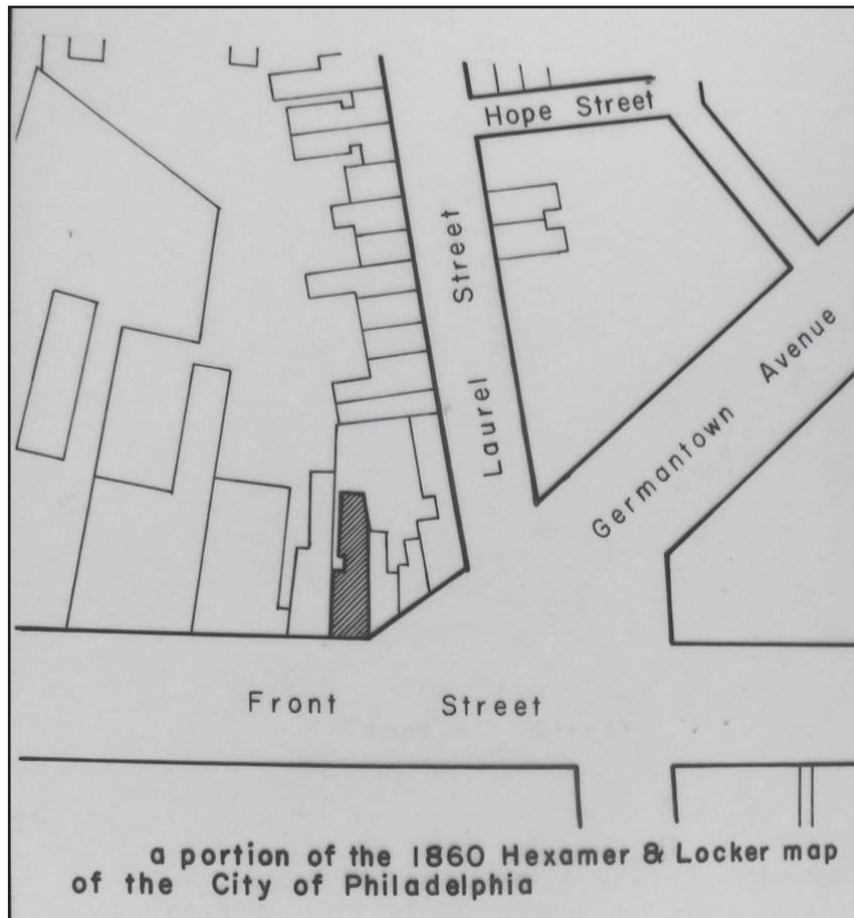 Hope Street
Laurel Street
Germantown Avenue
Front Street
a portion of the 1860 Hexamer & Locker map
of the City of Philadelphia